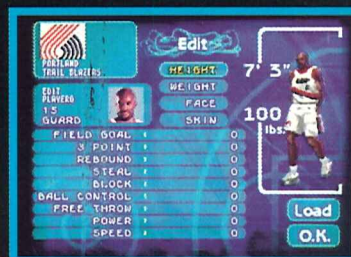 PORTLAND
TRAIL BLAZERS
Edit
HEIGHT
WEIGHT
FACE
SKIN
EDIT
PLAYER0
15
GUARD
7' 3"
100
lbs.
FIELD GOAL 0
3 POINT 0
REBOUND 0
STEAL 0
BLOCK 0
BALL CONTROL 0
FREE THROW 0
POWER 0
SPEED 0
Load
O.K.